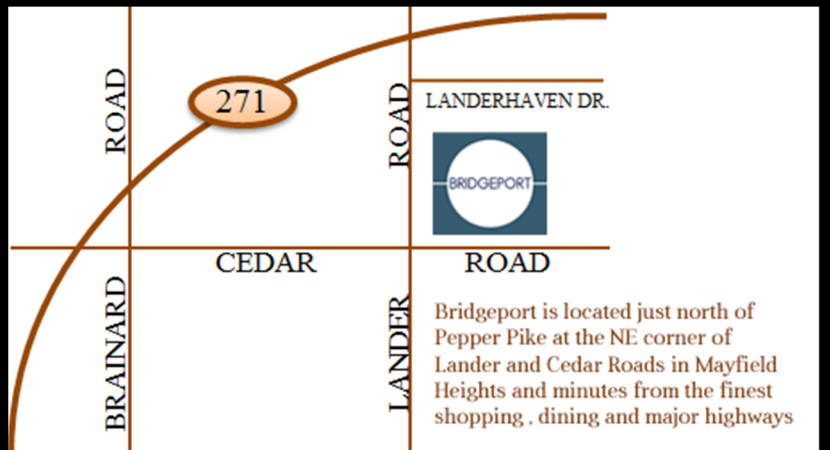 ROAD
271
ROAD
LANDERHAVEN DR.
BRIDGEPORT
CEDAR
ROAD
BRAINARD
LANDER
Bridgeport is located just north of
Pepper Pike at the NE corner of
Lander and Cedar Roads in Mayfield
Heights and minutes from the finest
shopping , dining and major highways